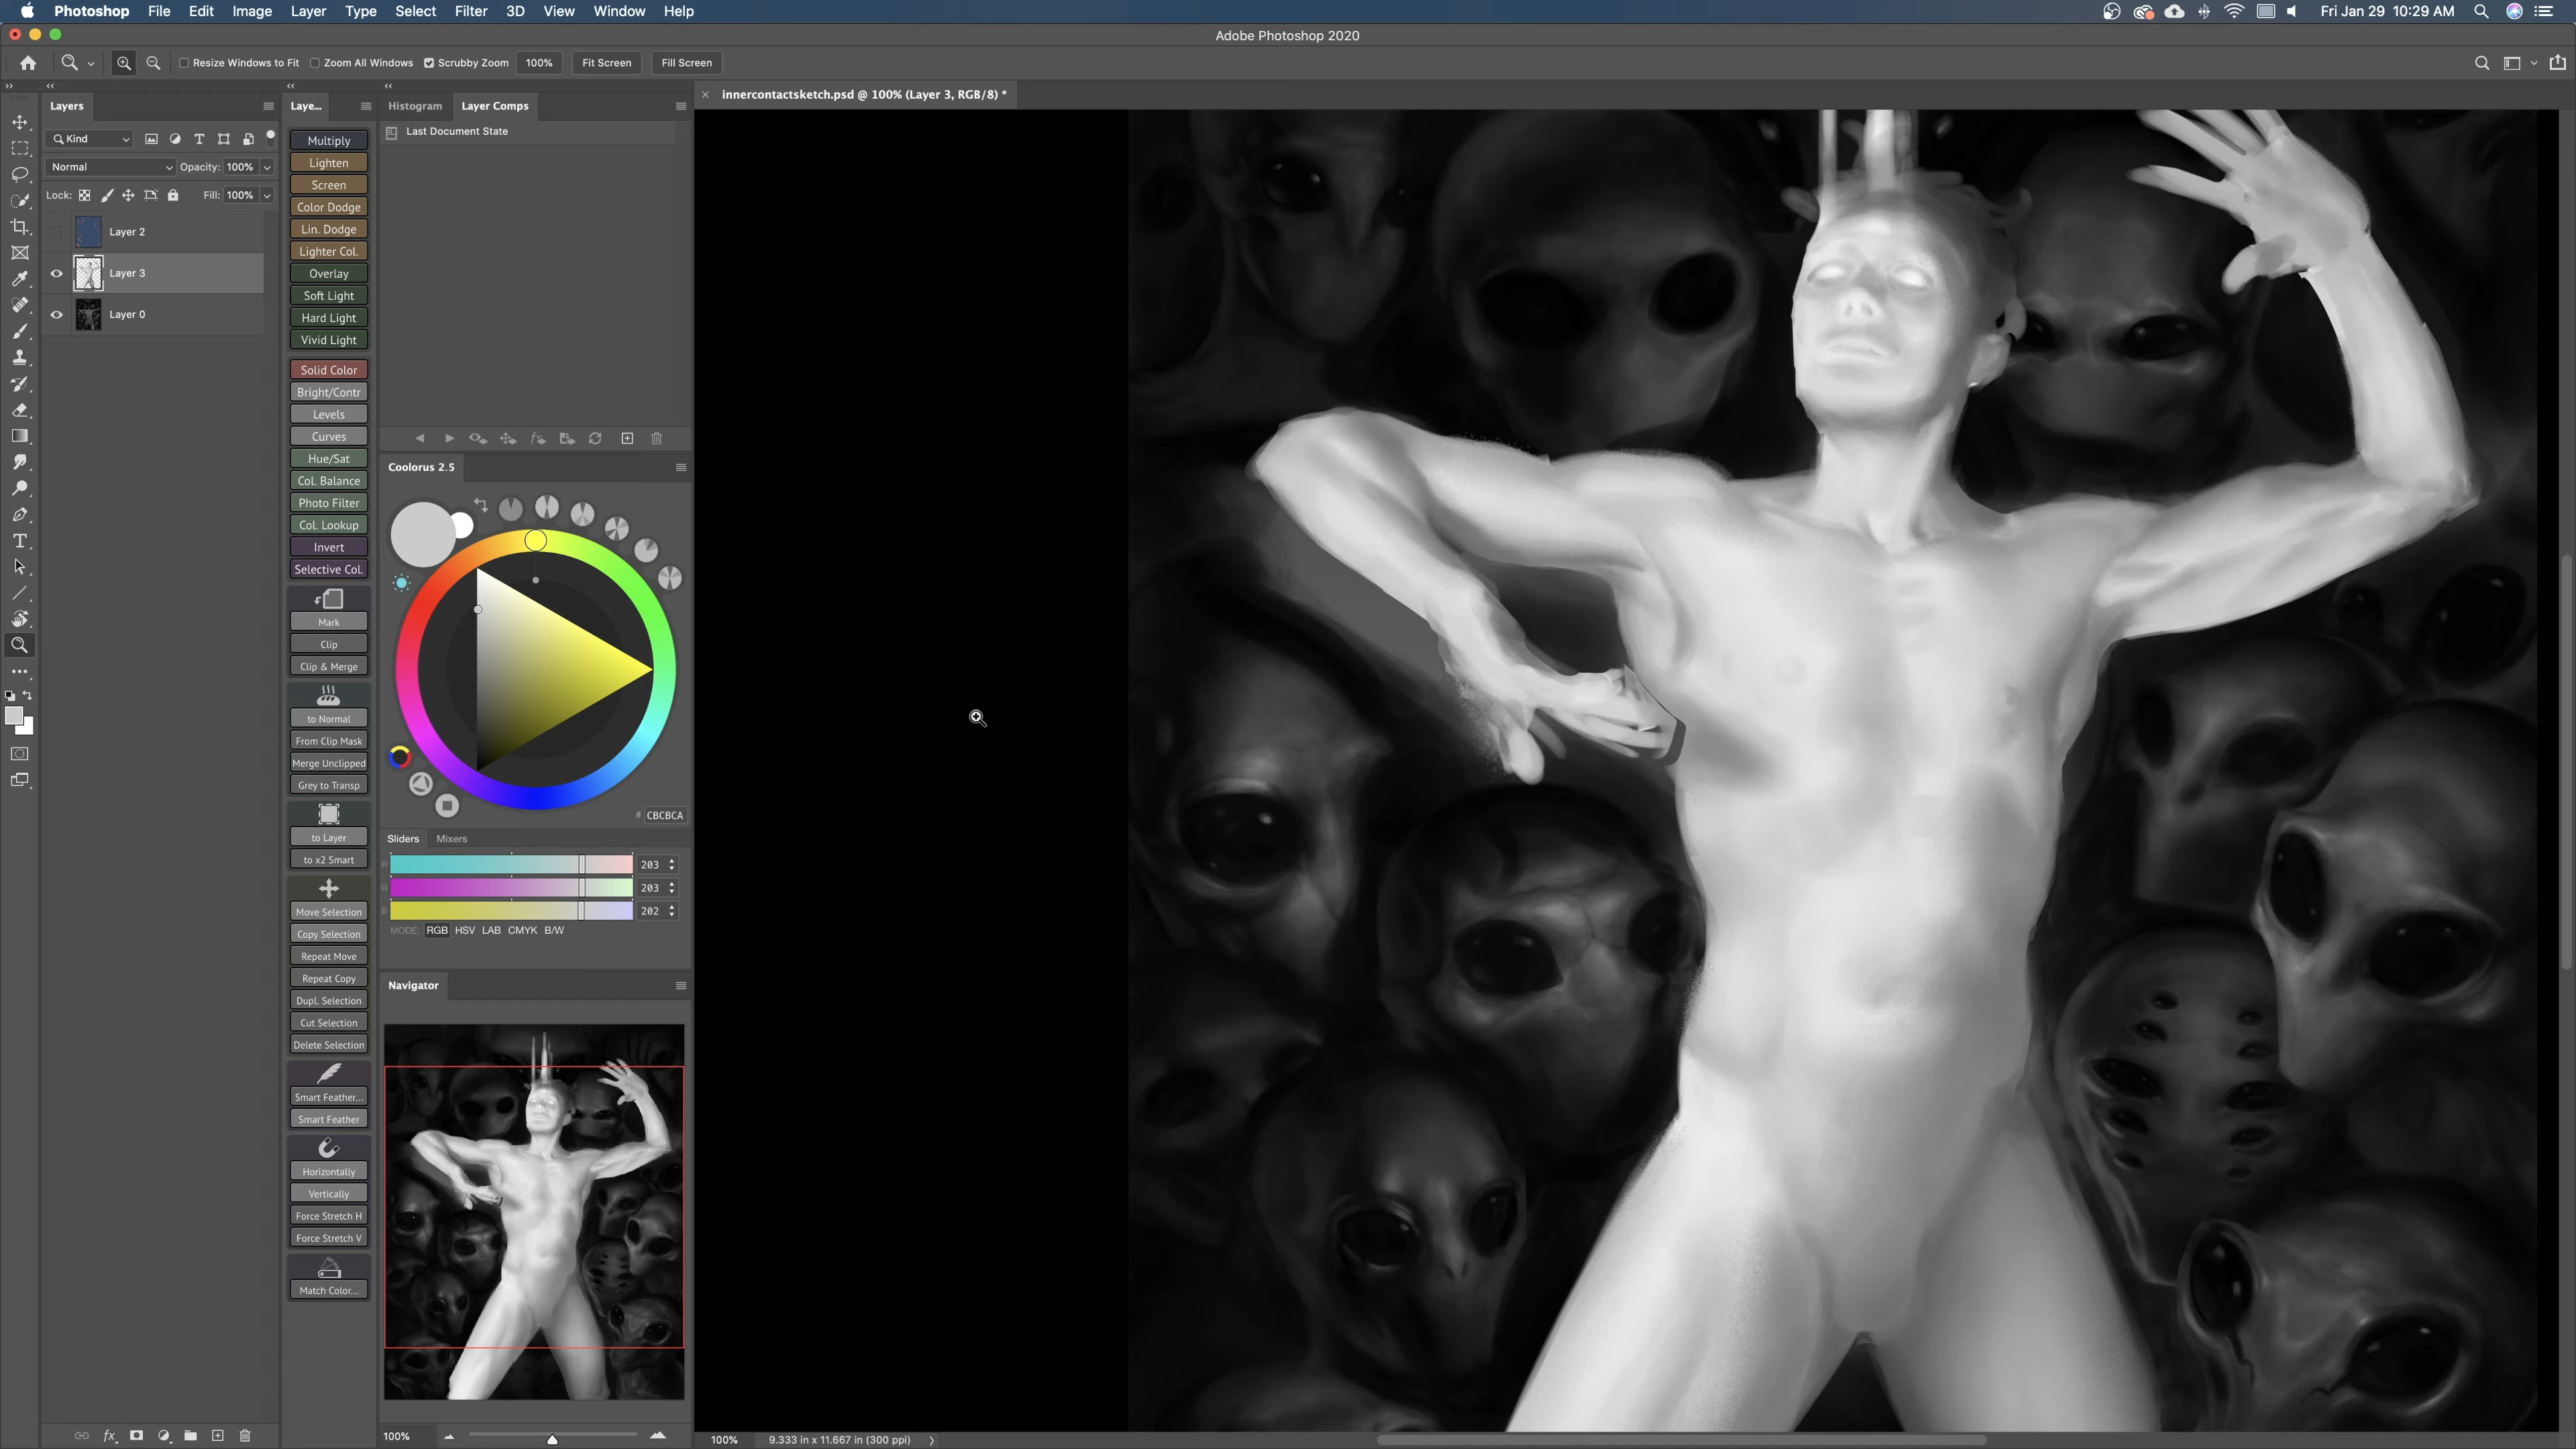 Photoshop File Edit Image Layer Type Select Filter 3D View Window Help Fri Jan 29 10:29 AM
Adobe Photoshop 2020
Resize Windows to Fit Zoom All Windows Scrubby Zoom 100% Fit Screen Fill Screen
Layers
Kind
Normal Opacity: 100%
Lock: Fill: 100%
Layer 2
Layer 3
Layer 0
Laye...
Multiply
Lighten
Screen
Color Dodge
Lin. Dodge
Lighter Col.
Overlay
Soft Light
Hard Light
Vivid Light
Solid Color
Bright/Contr
Levels
Curves
Hue/Sat
Col. Balance
Photo Filter
Col. Lookup
Invert
Selective Col.
Mark
Clip
Clip & Merge
to Normal
From Clip Mask
Merge Unclipped
Grey to Transp
to Layer
to x2 Smart
Move Selection
Copy Selection
Repeat Move
Repeat Copy
Dupl. Selection
Cut Selection
Delete Selection
Smart Feather...
Smart Feather
Horizontally
Vertically
Force Stretch H
Force Stretch V
Match Color...
Histogram Layer Comps
Last Document State
Coolorus 2.5
# CBCBCA
Sliders Mixers
R 203
G 203
B 202
MODE: RGB HSV LAB CMYK B/W
Navigator
100%
innercontactsketch.psd @ 100% (Layer 3, RGB/8) *
100% 9.333 in x 11.667 in (300 ppi)